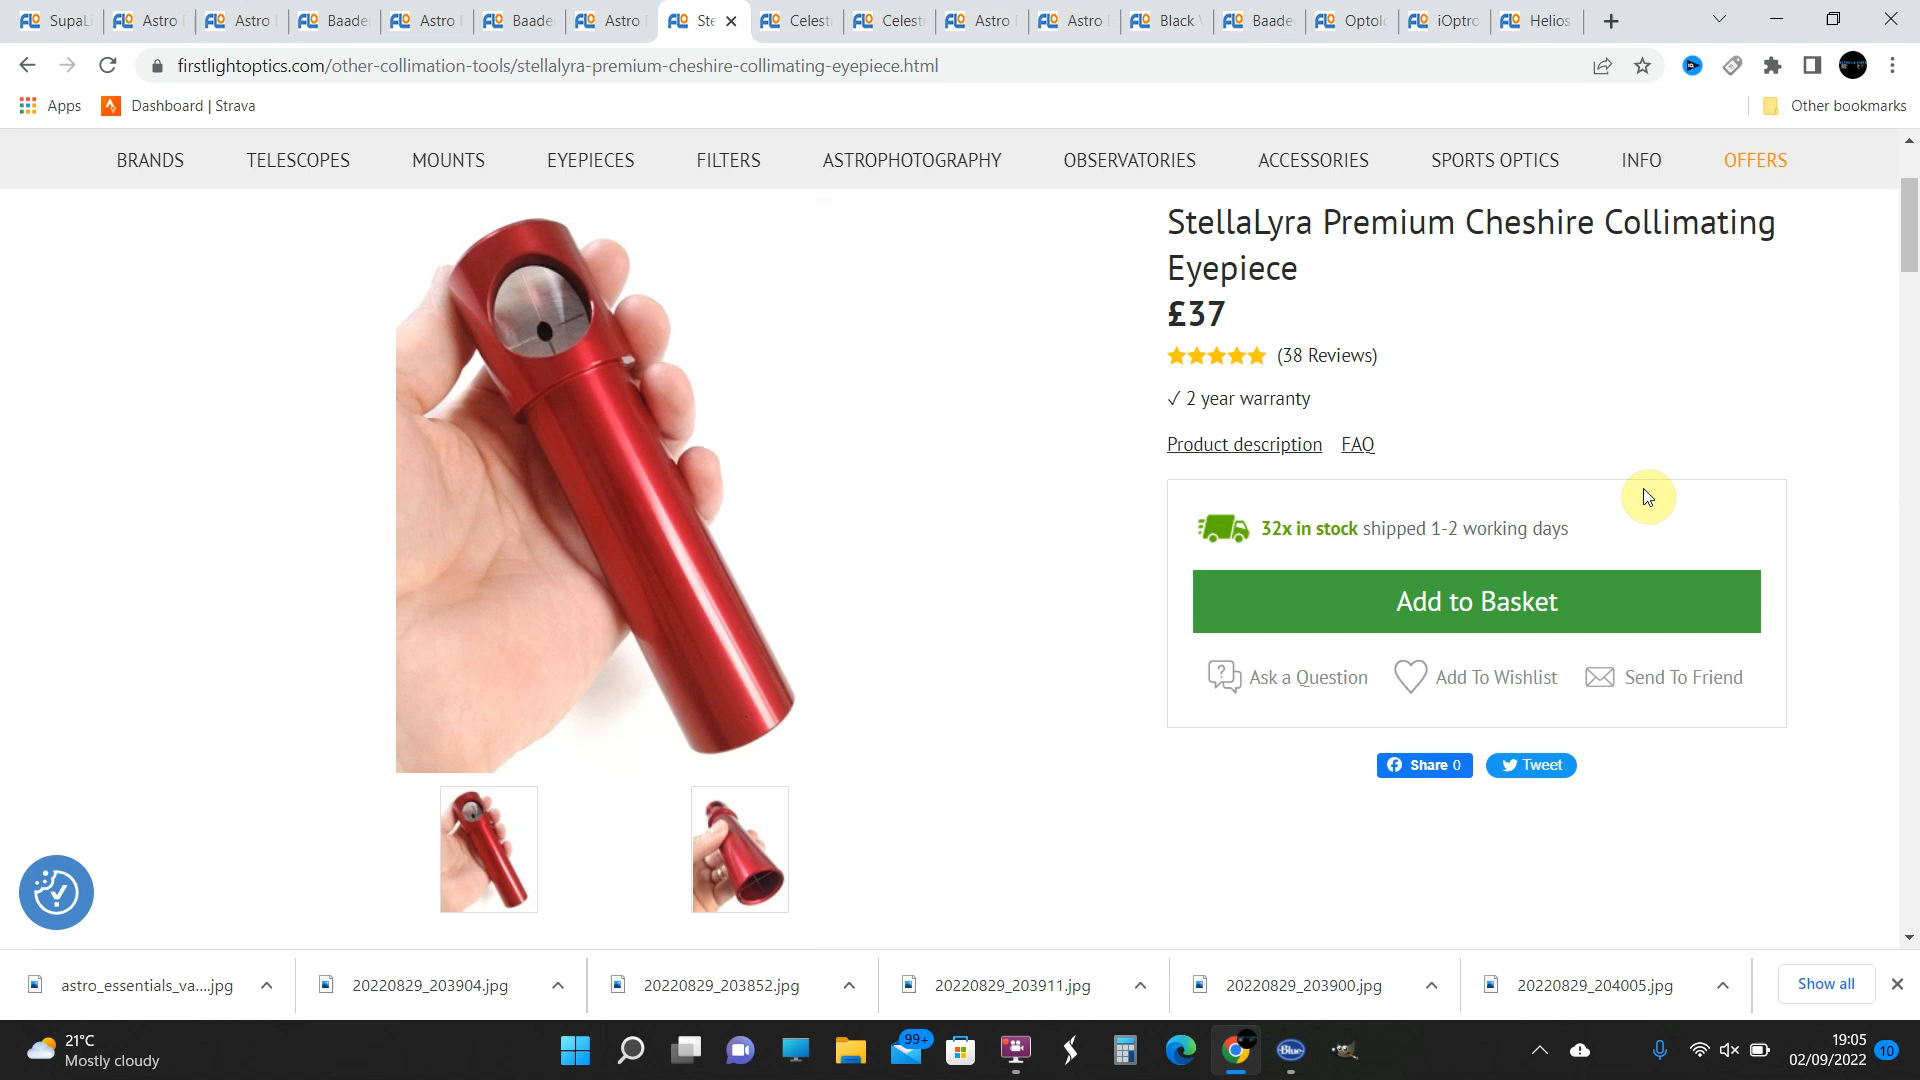 SupaLi
Astro
Astro
Baade
Astro
Baade
Astro
Ste
Celest
Celest
Astro
Astro
Black
Baade
Optol
iOptro
Helios
firstlightoptics.com/other-collimation-tools/stellalyra-premium-cheshire-collimating-eyepiece.html
Apps
Dashboard | Strava
Other bookmarks
BRANDS
TELESCOPES
MOUNTS
EYEPIECES
FILTERS
ASTROPHOTOGRAPHY
OBSERVATORIES
ACCESSORIES
SPORTS OPTICS
INFO
OFFERS
StellaLyra Premium Cheshire Collimating
Eyepiece
£37
(38 Reviews)
✓ 2 year warranty
Product description FAQ
32x in stock shipped 1-2 working days
Add to Basket
Ask a Question
Add To Wishlist
Send To Friend
Share 0
Tweet
astro_essentials_va....jpg
20220829_203904.jpg
20220829_203852.jpg
20220829_203911.jpg
20220829_203900.jpg
20220829_204005.jpg
Show all
21°C
Mostly cloudy
99+
Blue
19:05
02/09/2022
10